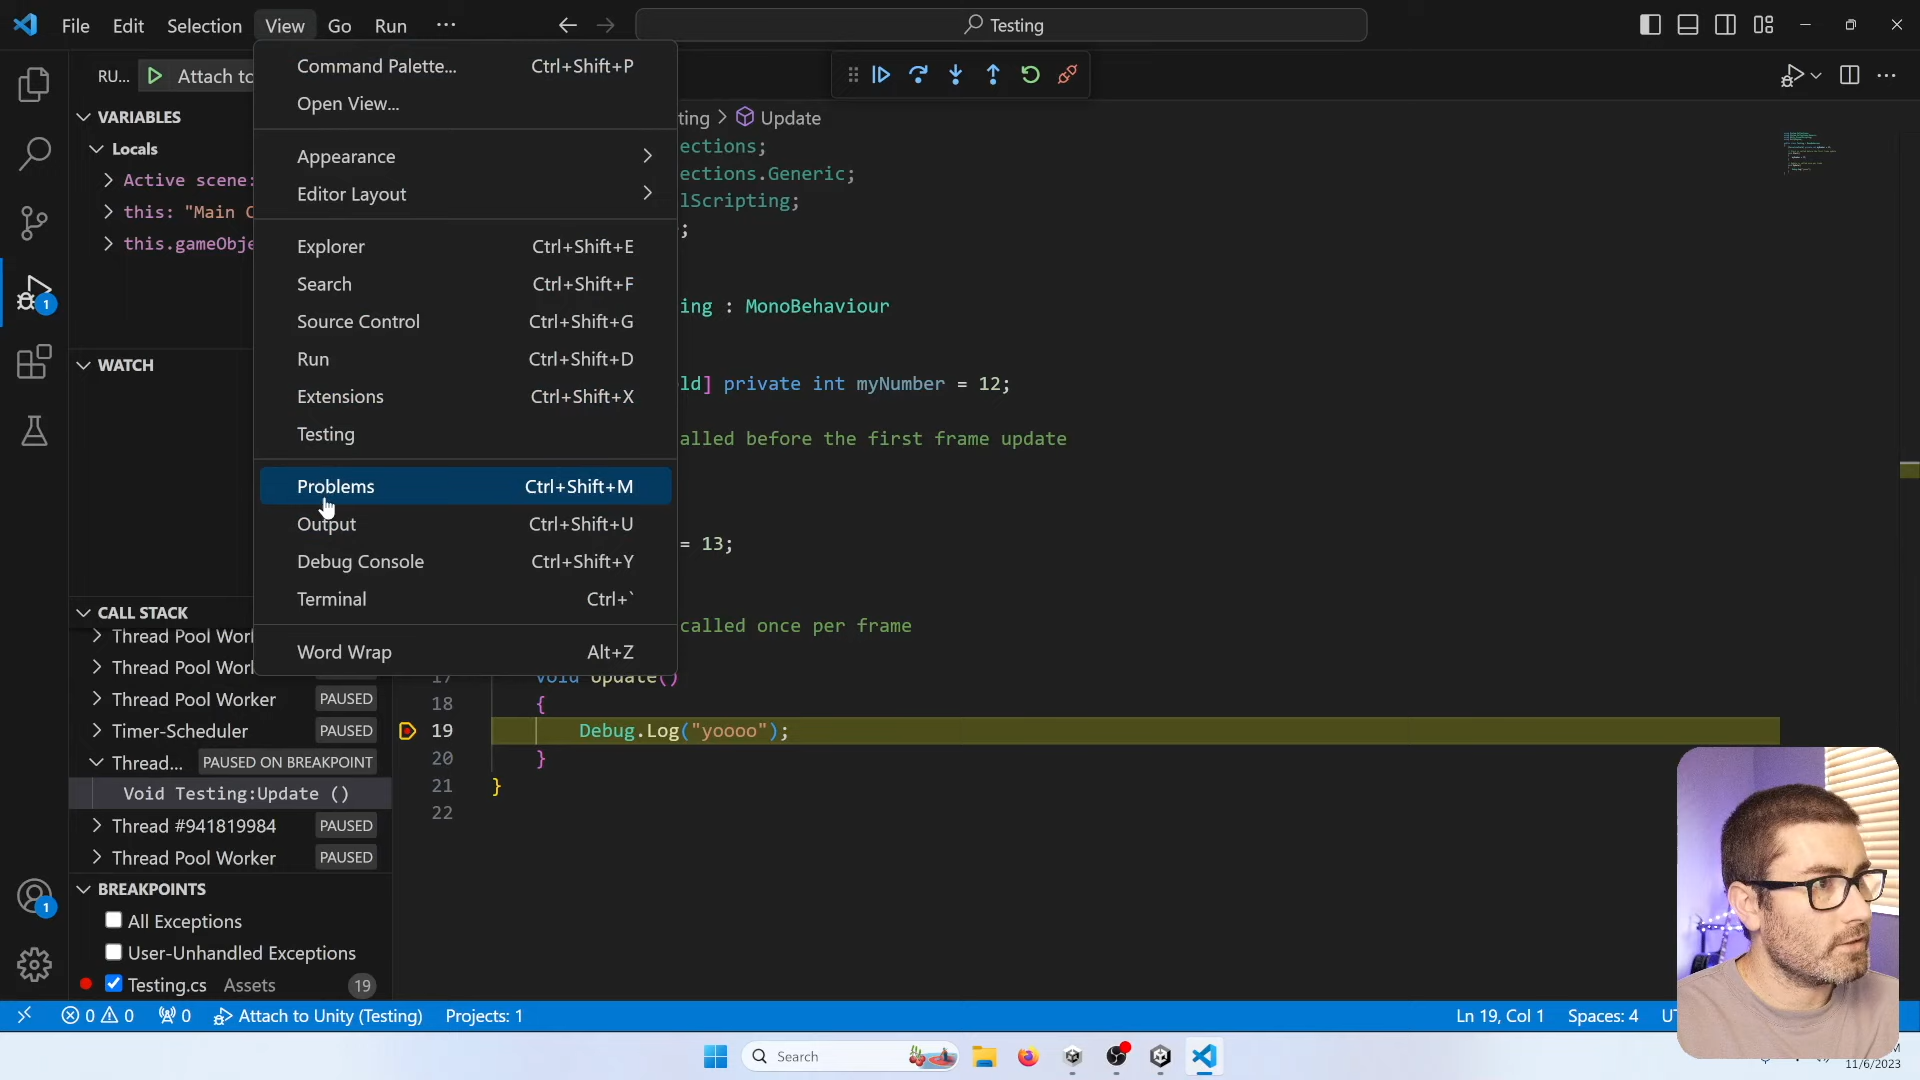 File Edit Selection View Go Run ··· Testing
RU... Attach to
VARIABLES
Locals
Active scene:
this: "Main C
this.gameObje
WATCH
CALL STACK
Thread Pool Worl
Thread Pool
Thread Pool Worker PAUSED
Timer-Scheduler PAUSED
Thread... PAUSED ON BREAKPOINT
Void Testing:Update ()
Thread #941819984 PAUSED
Thread Pool Worker PAUSED
BREAKPOINTS
All Exceptions
User-Unhandled Exceptions
Testing.cs Assets 19
Command Palette... Ctrl+Shift+P
Open View...
Appearance
Editor Layout
Explorer Ctrl+Shift+E
Search Ctrl+Shift+F
Source Control Ctrl+Shift+G
Run Ctrl+Shift+D
Extensions Ctrl+Shift+X
Testing
Problems Ctrl+Shift+M
Output Ctrl+Shift+U
Debug Console Ctrl+Shift+Y
Terminal Ctrl+`
Word Wrap Alt+Z
ting > Update
ections;
ections.Generic;
lScripting;
;
ing : MonoBehaviour
ld] private int myNumber = 12;
alled before the first frame update
= 13;
called once per frame
17 void Update()
18 {
19 Debug.Log("yoooo");
20 }
21 }
22
1
1
0 0 0 Attach to Unity (Testing) Projects: 1 Ln 19, Col 1 Spaces: 4
Search
11/6/2023